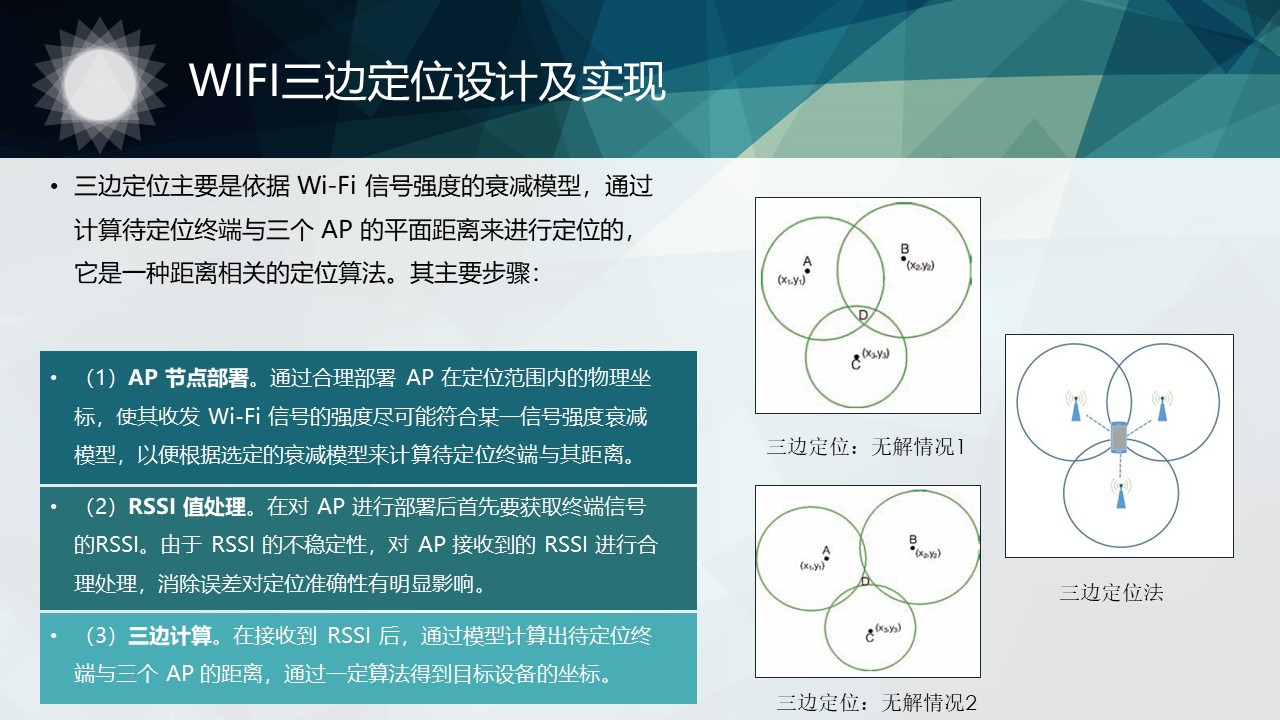 WIFI三边定位设计及实现
• 三边定位主要是依据 Wi-Fi 信号强度的衰减模型，通过
计算待定位终端与三个 AP 的平面距离来进行定位的，
它是一种距离相关的定位算法。其主要步骤：
• （1）AP 节点部署。通过合理部署 AP 在定位范围内的物理坐
标，使其收发 Wi-Fi 信号的强度尽可能符合某一信号强度衰减
模型，以便根据选定的衰减模型来计算待定位终端与其距离。
• （2）RSSI 值处理。在对 AP 进行部署后首先要获取终端信号
的RSSI。由于 RSSI 的不稳定性，对 AP 接收到的 RSSI 进行合
理处理，消除误差对定位准确性有明显影响。
• （3）三边计算。在接收到 RSSI 后，通过模型计算出待定位终
端与三个 AP 的距离，通过一定算法得到目标设备的坐标。
A
(x₁,y₁)
B
(x₂,y₂)
D
(x₃,y₃)
C
三边定位：无解情况1
A
(x₁,y₁)
B
(x₂,y₂)
D
(x₃,y₃)
C
三边定位：无解情况2
三边定位法